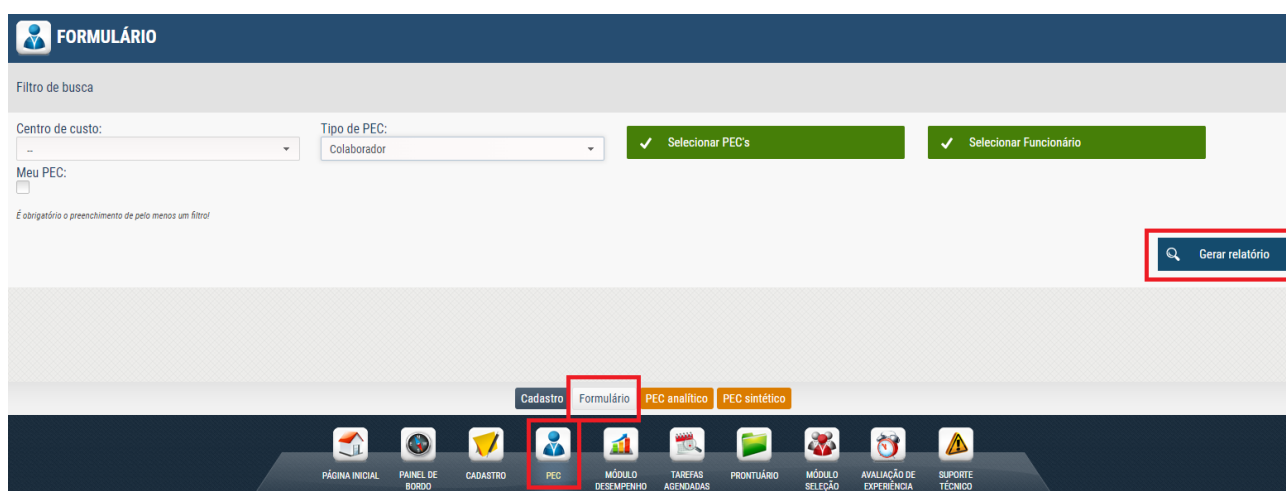 FORMULÁRIO
Filtro de busca
Centro de custo:
--
Tipo de PEC:
Colaborador
Selecionar PEC's
Selecionar Funcionário
Meu PEC:
É obrigatório o preenchimento de pelo menos um filtro!
Gerar relatório
Cadastro
Formulário
PEC analítico
PEC sintético
PÁGINA INICIAL
PAINEL DE
BORDO
CADASTRO
PEC
MÓDULO
DESEMPENHO
TAREFAS
AGENDADAS
PRONTUÁRIO
MÓDULO
SELEÇÃO
AVALIAÇÃO DE
EXPERIÊNCIA
SUPORTE
TÉCNICO